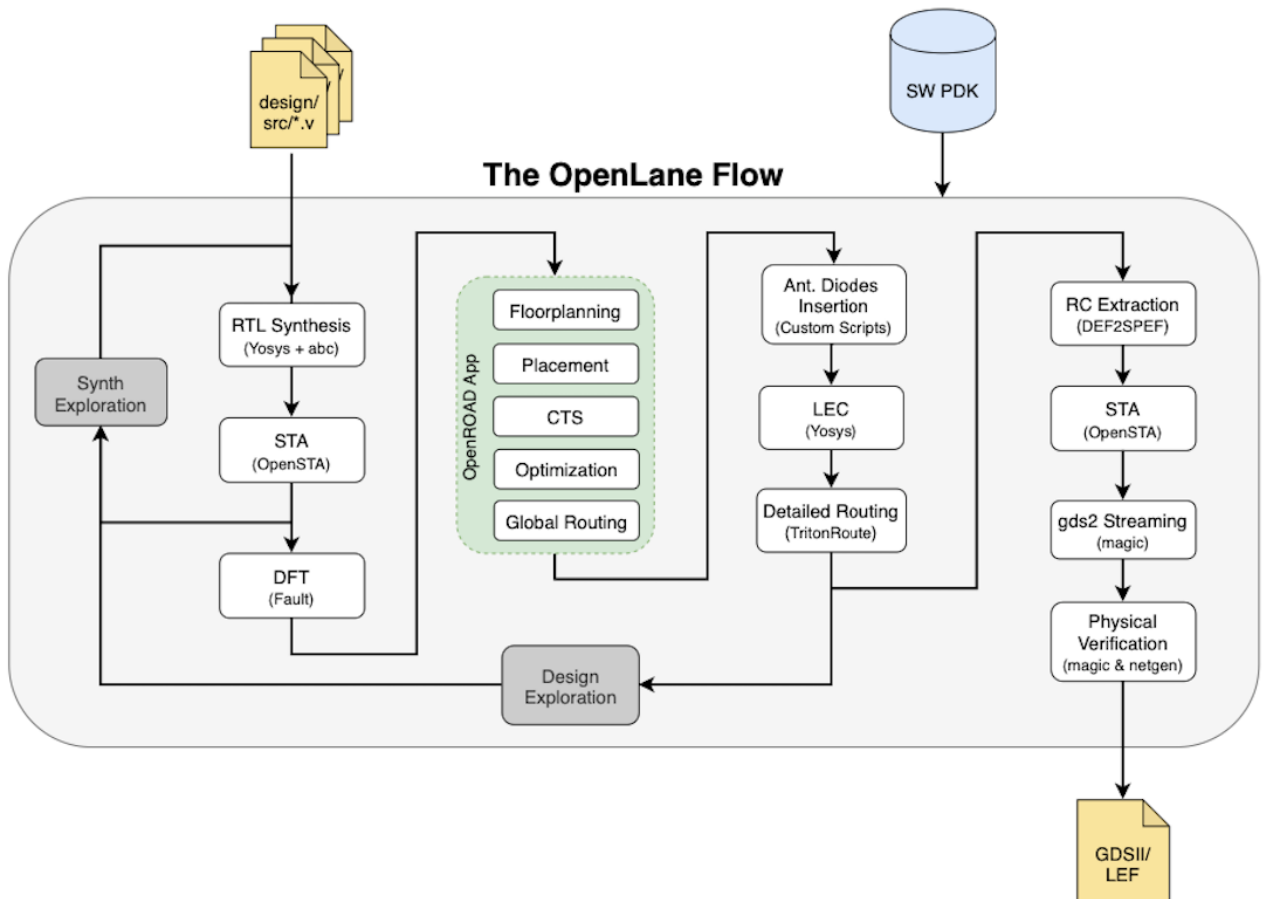 design/
src/*.v
SW PDK
The OpenLane Flow
RTL Synthesis
(Yosys + abc)
Synth
Exploration
STA
(OpenSTA)
DFT
(Fault)
OpenROAD App
Floorplanning
Placement
CTS
Optimization
Global Routing
Ant. Diodes
Insertion
(Custom Scripts)
LEC
(Yosys)
Detailed Routing
(TritonRoute)
Design
Exploration
RC Extraction
(DEF2SPEF)
STA
(OpenSTA)
gds2 Streaming
(magic)
Physical
Verification
(magic & netgen)
GDSII/
LEF